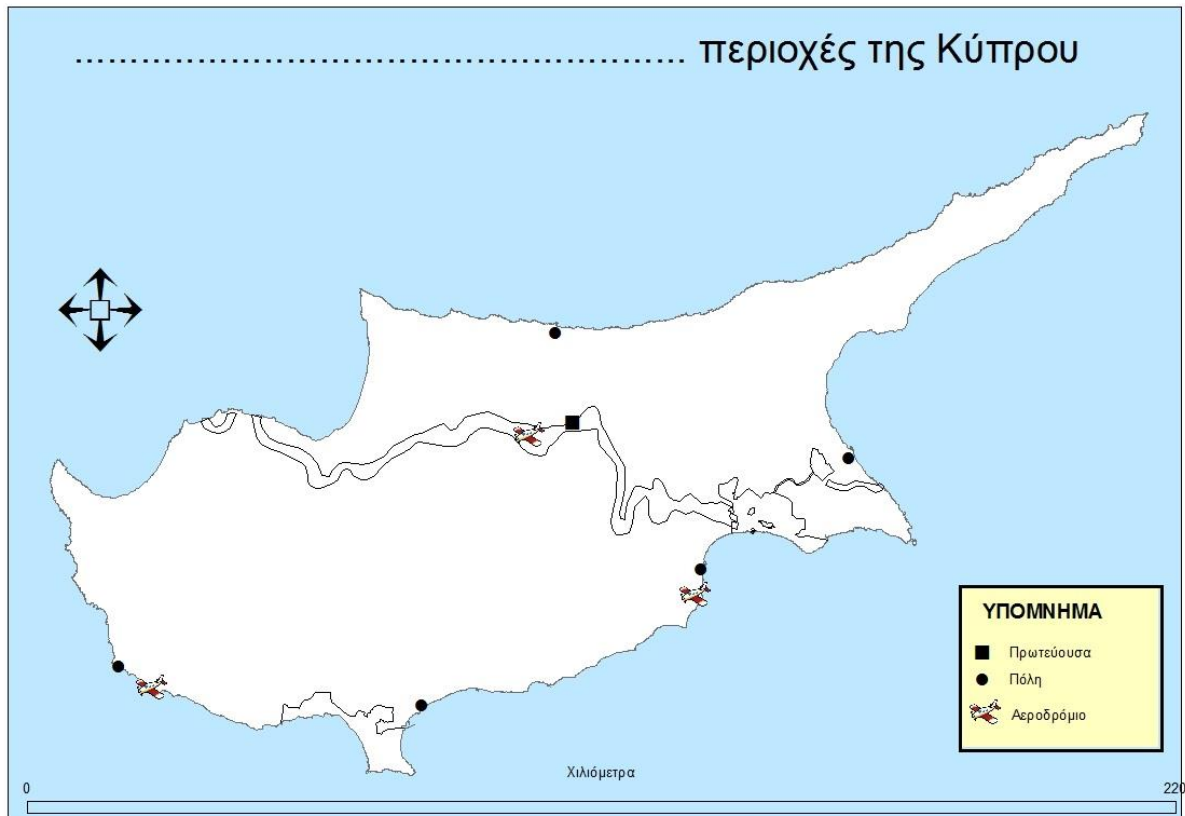 ........................................................ περιοχές της Κύπρου
ΥΠΟΜΝΗΜΑ
Πρωτεύουσα
Πόλη
Αεροδρόμιο
Χιλιόμετρα
0 220